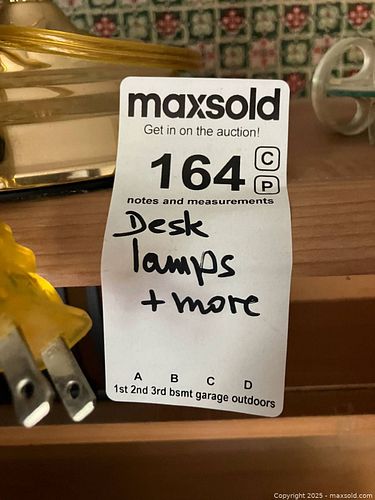 maxsold
Get in on the auction!
164 C
P
notes and measurements
Desk
lamps
+ more
A B C D
1st 2nd 3rd bsmt garage outdoors
Copyright 2025 - maxsold.com